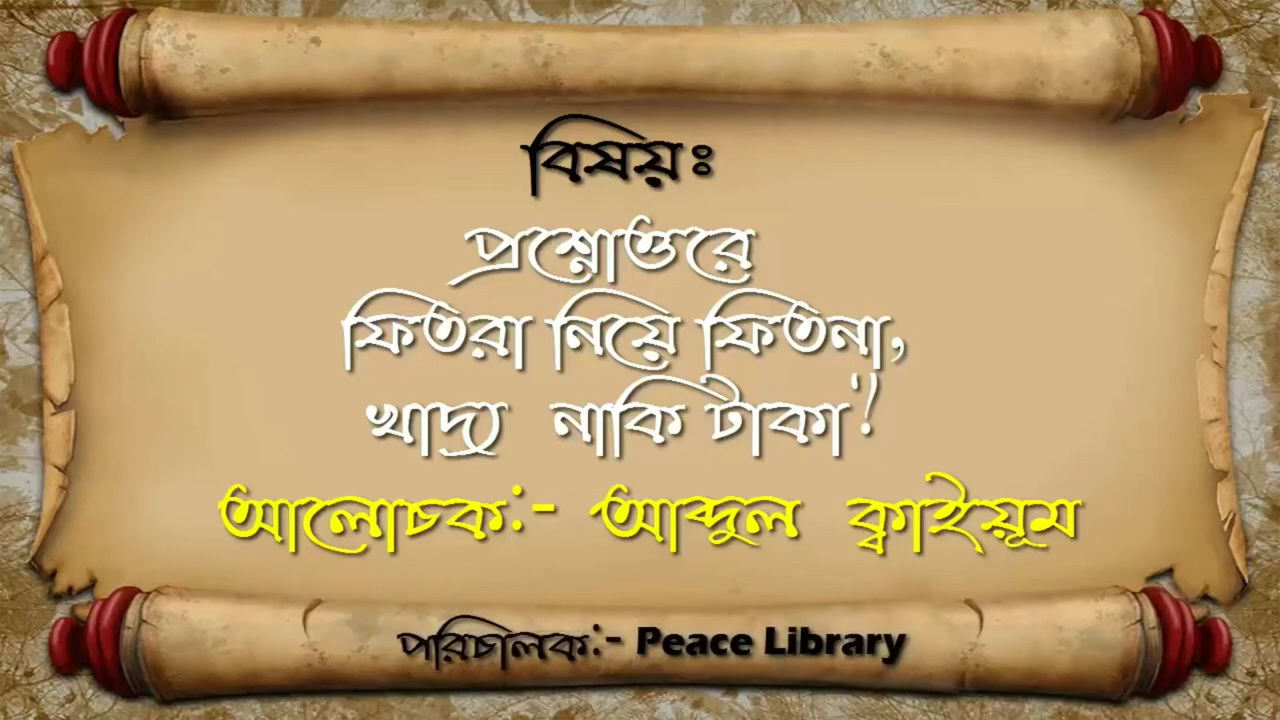 বিষয়ঃ
প্রশ্নোত্তরে
ফিতরা নিয়ে ফিতনা,
খাদ্য নাকি টাকা?
আলোচক:- আব্দুল ক্বাইয়ূম
পরিচালক:- Peace Library